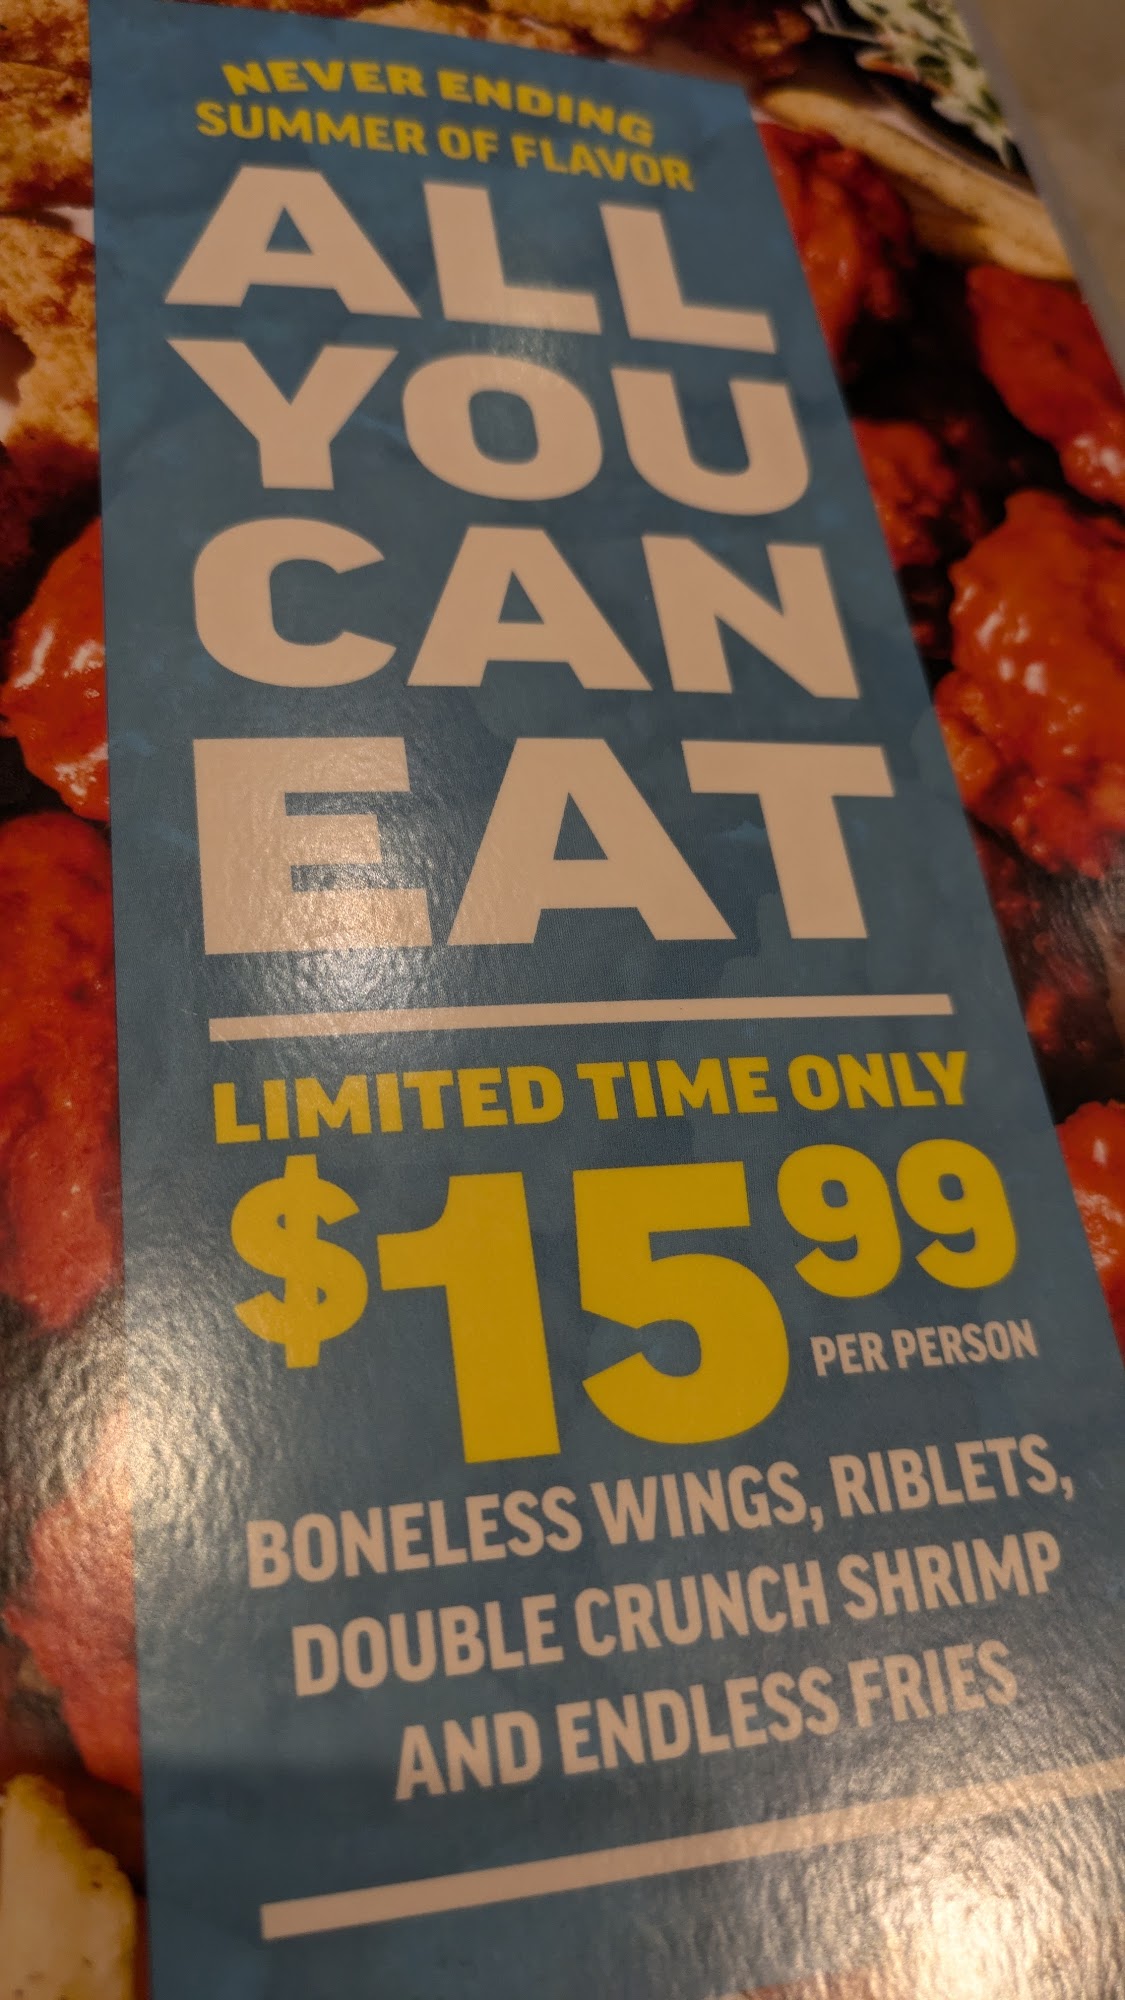 NEVER ENDING
SUMMER OF FLAVOR
ALL
YOU
CAN
EAT
LIMITED TIME ONLY
$15 99
PER PERSON
BONELESS WINGS, RIBLETS,
DOUBLE CRUNCH SHRIMP
AND ENDLESS FRIES